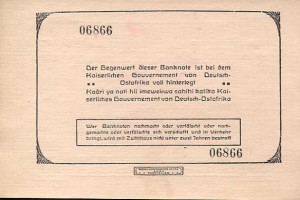 06866
Der Gegenwert dieser Banknote ist bei dem
Kaiserlichen Gouvernement von Deutsch-
Ostafrika voll hinterlegt
Kadri ya noti hii imewekwa sahihi katika Kai-
serliches Gouvernement von Deutsch-Ostafrika
Wer Banknoten nachmacht oder verfälscht oder nach-
gemachte oder verfälschte sich verschafft und in Verkehr
bringt, wird mit Zuchthaus nicht unter zwei Jahren bestraft
06866